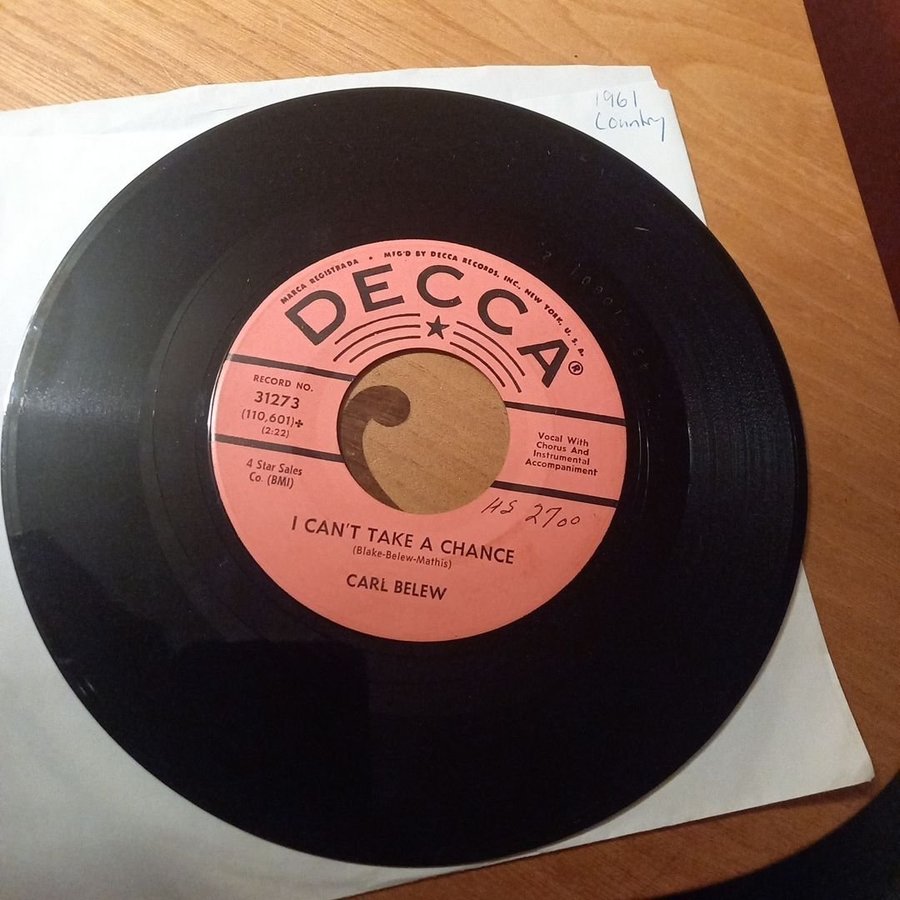 1961
Country
MARCA REGISTRADA • MFG'D BY DECCA RECORDS, INC., NEW YORK, U.S.A.
DECCA®
RECORD NO.
31273
(110,601)✤
(2:22)
Vocal With
Chorus And
Instrumental
Accompaniment
4 Star Sales
Co. (BMI)
HS 2700
I CAN'T TAKE A CHANCE
(Blake-Belew-Mathis)
CARL BELEW